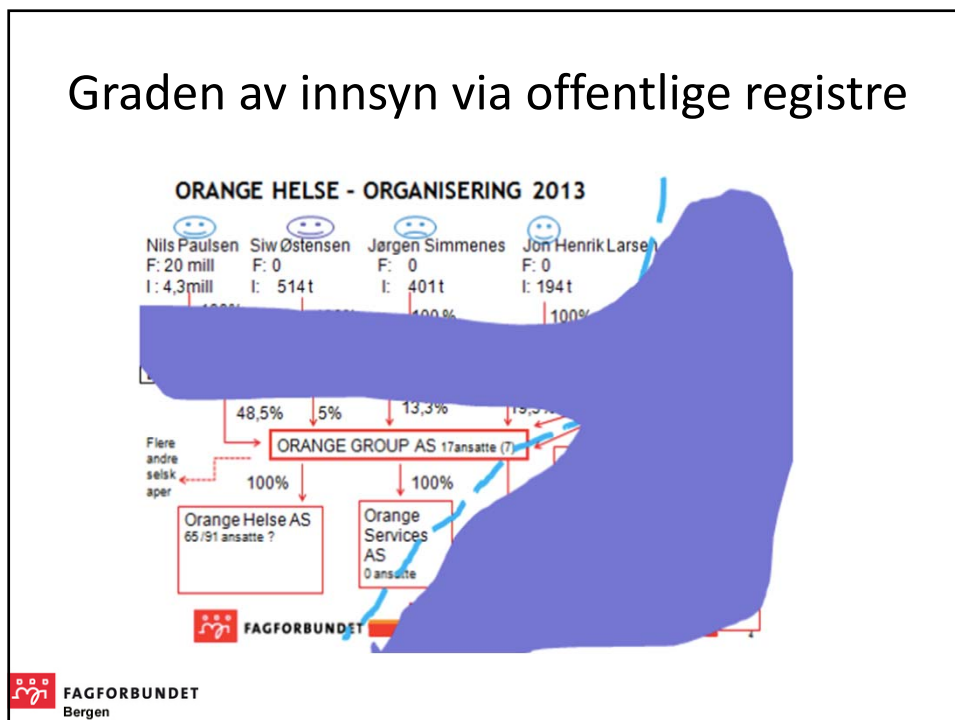 Graden av innsyn via offentlige registre
ORANGE HELSE - ORGANISERING 2013
Nils Paulsen Siw Østensen Jørgen Simmenes Jon Henrik Larsen
F: 20 mill F: 0 F: 0 F: 0
I : 4,3mill I: 514 t I: 401 t I: 194 t
100%
48,5% 5% 13,3%
Flere
andre
selsk
aper
ORANGE GROUP AS 17ansatte (7)
100% 100%
Orange Helse AS
65 /91 ansatte ?
Orange
Services
AS
0 ansatte
FAGFORBUNDET
4
FAGFORBUNDET
Bergen